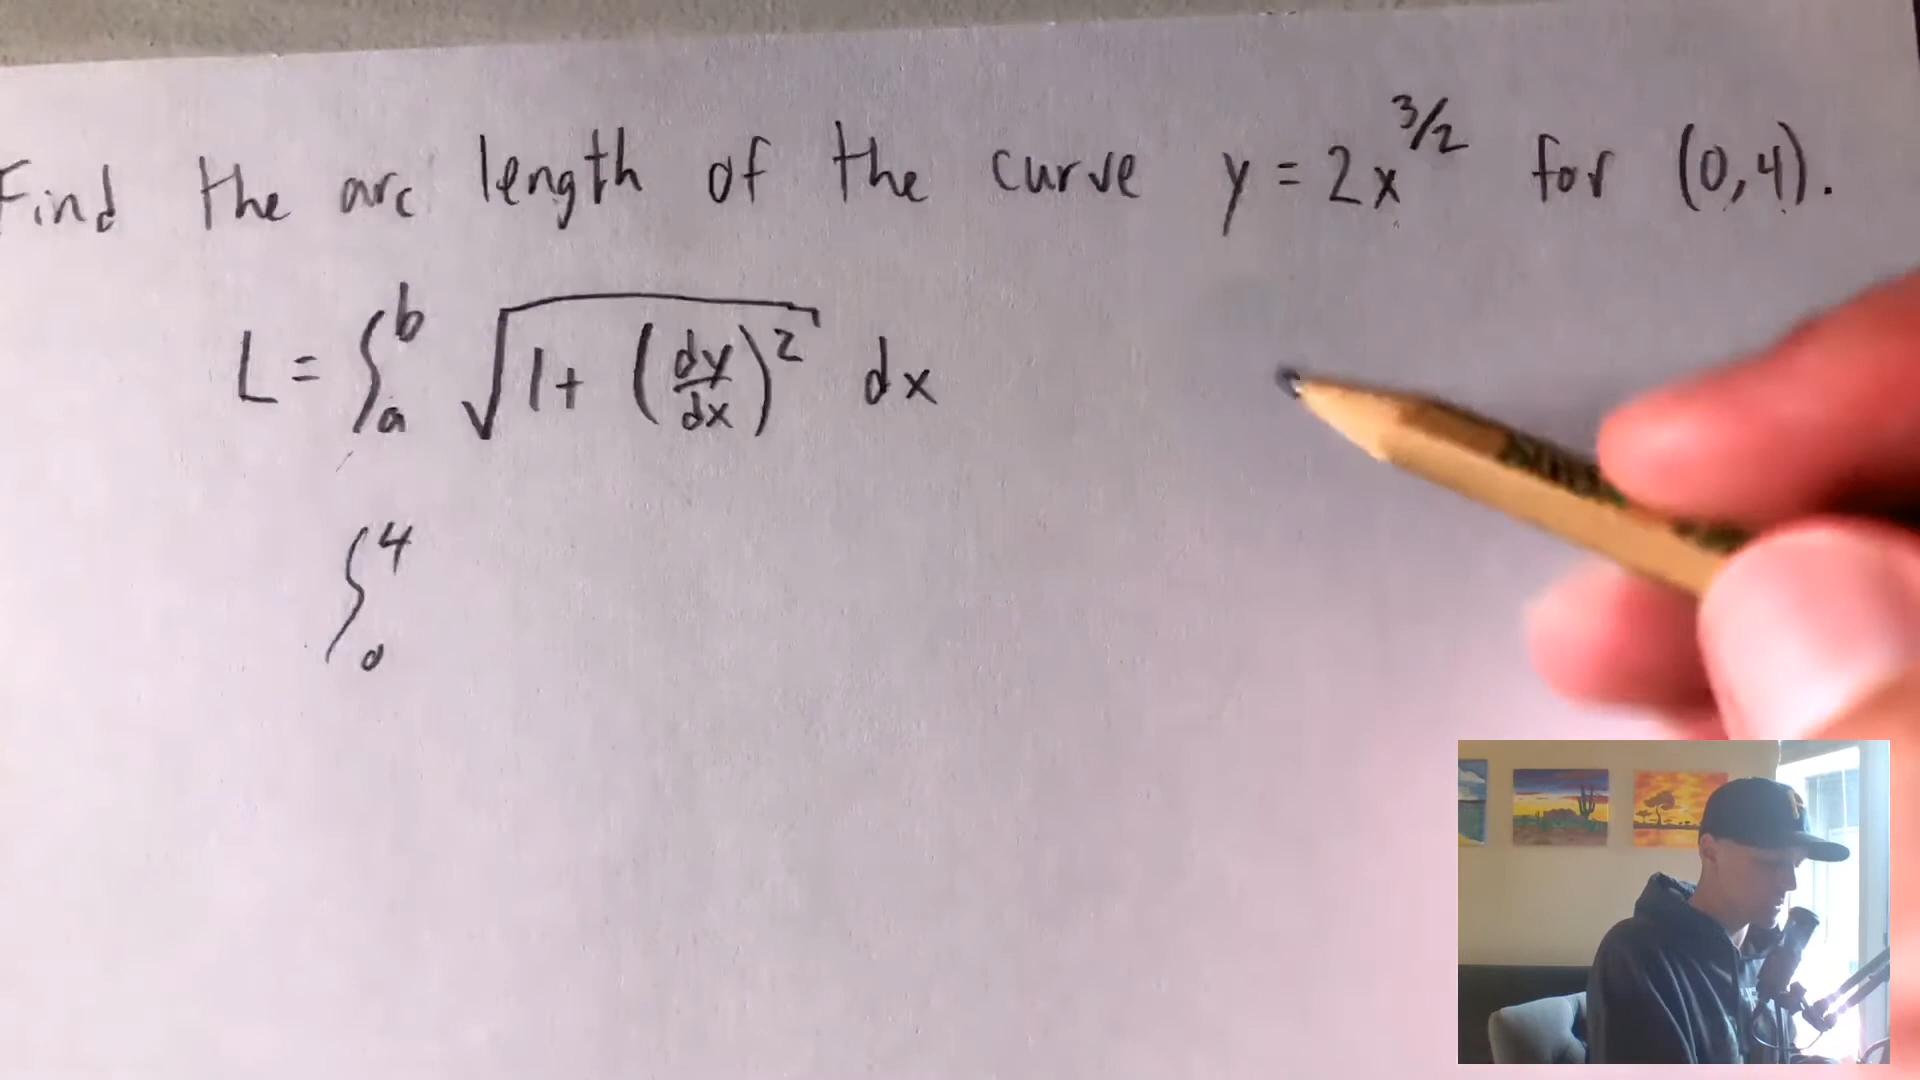 Find the arc length of the curve y = 2x^{3/2} for (0,4).
L = ∫_a^b √(1 + (dy/dx)^2) dx
∫_0^4